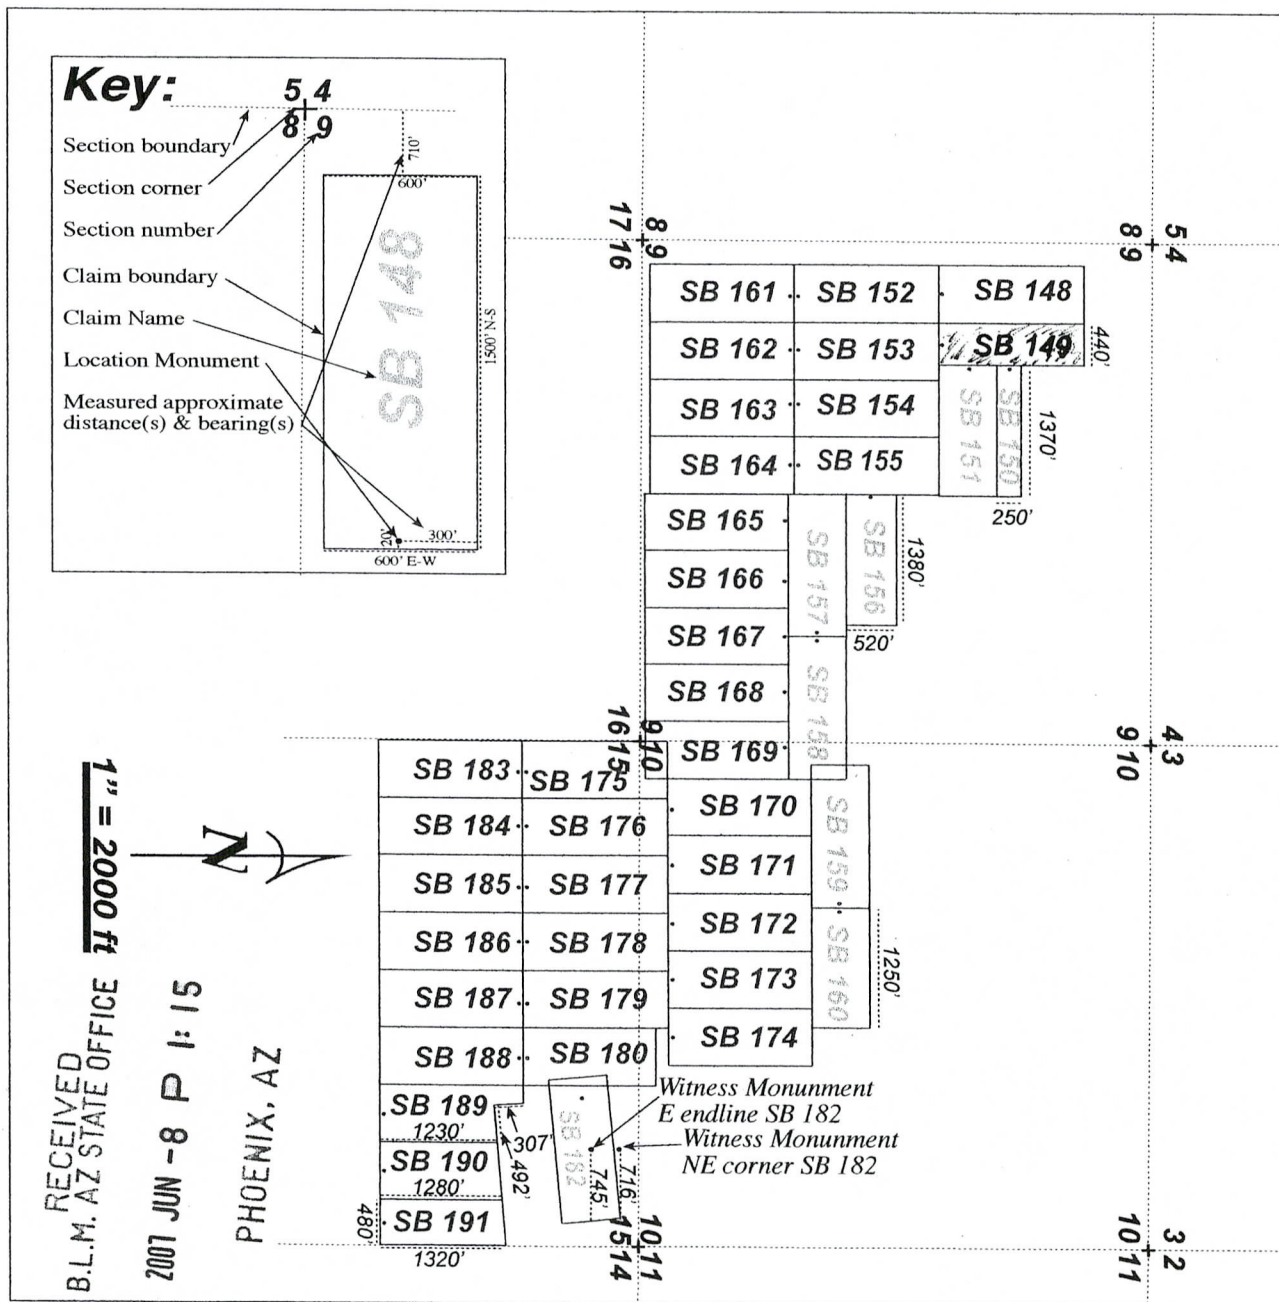 Key:
5 4
8 9
Section boundary
Section corner
Section number
Claim boundary
Claim Name
Location Monument
Measured approximate
distance(s) & bearing(s)
710'
600'
SB 148
1500' N-S
20'
300'
600' E-W
17 8
16 9
8 5
9 4
SB 161
SB 152
SB 148
SB 162
SB 153
SB 149
440'
SB 163
SB 154
SB 151
SB 150
1370'
SB 164
SB 155
250'
SB 165
SB 157
SB 156
1380'
SB 166
SB 167
520'
SB 168
SB 158
16 9
15 10
SB 169
9 4
10 3
SB 183
SB 175
SB 170
SB 159
SB 184
SB 176
SB 171
SB 185
SB 177
SB 172
SB 160
1250'
SB 186
SB 178
SB 173
SB 187
SB 179
SB 174
SB 188
SB 180
SB 189
1230'
307'
492'
SB 182
Witness Monunment
E endline SB 182
Witness Monunment
NE corner SB 182
745'
716'
SB 190
1280'
SB 191
480'
1320'
15 10
14 11
10 3
11 2
1" = 2000 ft
N
RECEIVED
B.L.M. AZ STATE OFFICE
2001 JUN -8 P 1: 15
PHOENIX, AZ